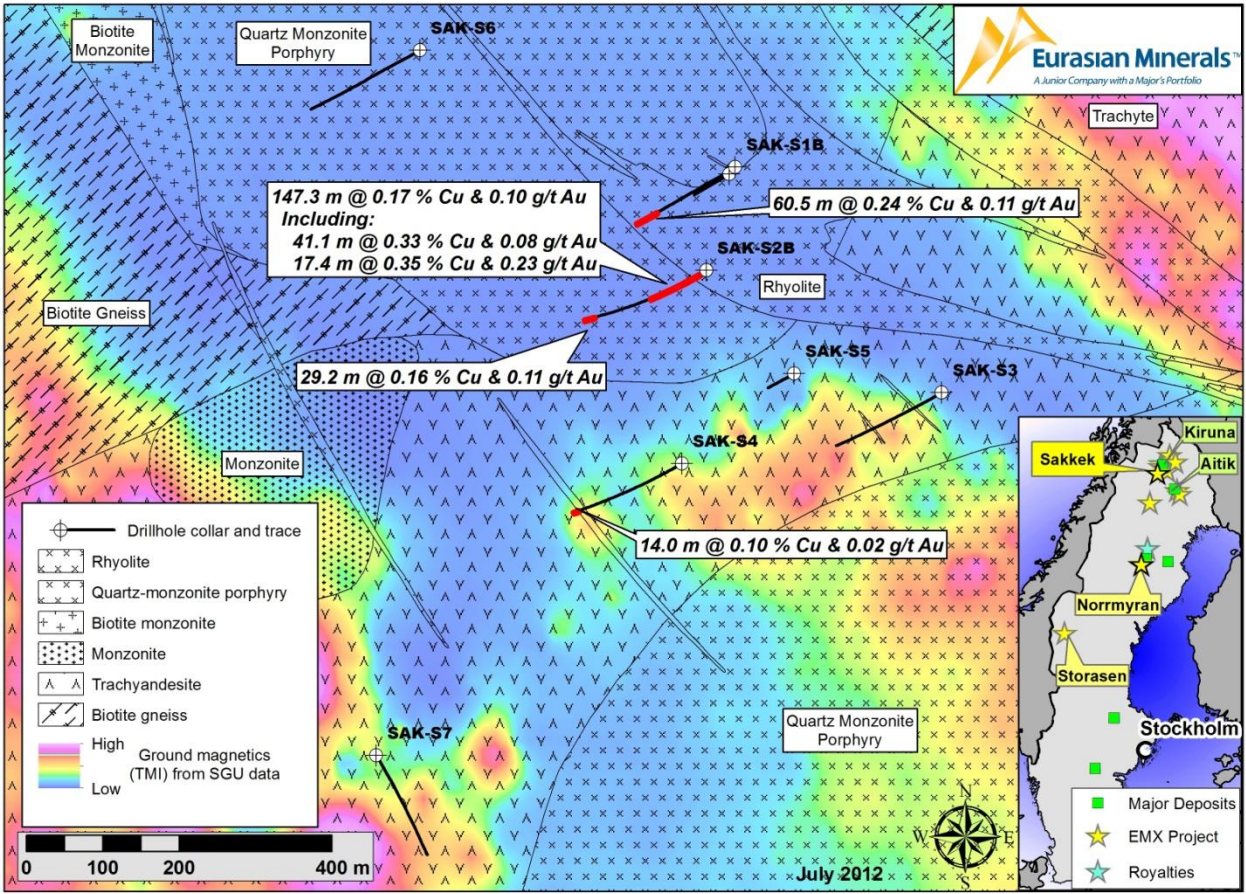 Biotite
Monzonite
Quartz Monzonite
Porphyry
SAK-S6
Eurasian Minerals™
A Junior Company with a Major's Portfolio
Trachyte
SAK-S1B
147.3 m @ 0.17 % Cu & 0.10 g/t Au
Including:
41.1 m @ 0.33 % Cu & 0.08 g/t Au
17.4 m @ 0.35 % Cu & 0.23 g/t Au
60.5 m @ 0.24 % Cu & 0.11 g/t Au
SAK-S2B
Rhyolite
Biotite Gneiss
29.2 m @ 0.16 % Cu & 0.11 g/t Au
SAK-S5
SAK-S3
SAK-S4
Monzonite
14.0 m @ 0.10 % Cu & 0.02 g/t Au
Drillhole collar and trace
Rhyolite
Quartz-monzonite porphyry
Biotite monzonite
Monzonite
Trachyandesite
Biotite gneiss
High
Ground magnetics
(TMI) from SGU data
Low
SAK-S7
Quartz Monzonite
Porphyry
0 100 200 400 m
July 2012
N
W E
S
Kiruna
Sakkek
Aitik
Norrmyran
Storasen
Stockholm
Major Deposits
EMX Project
Royalties